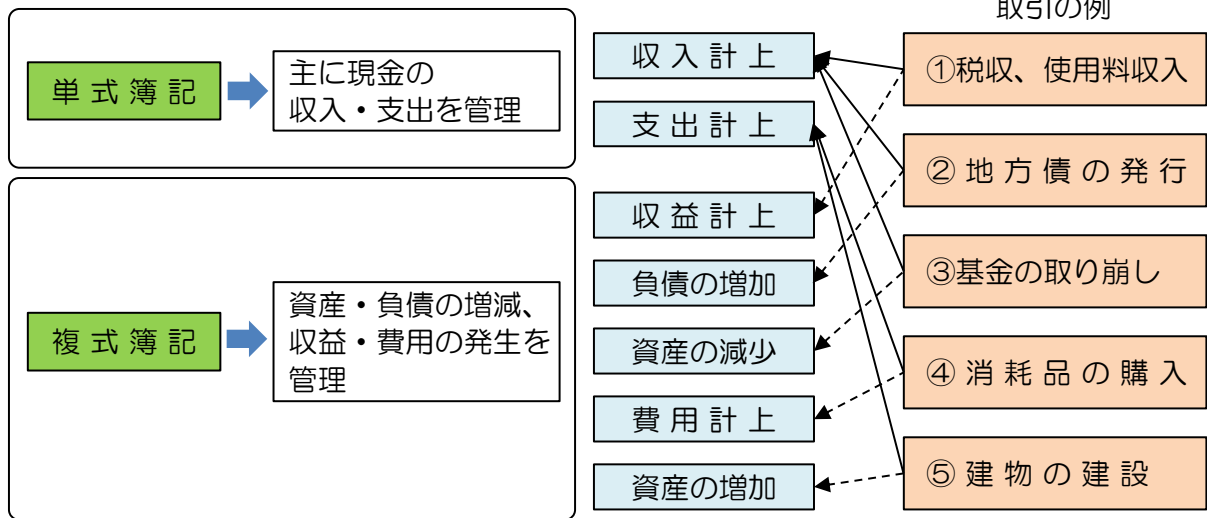 取引の例
単式簿記
主に現金の
収入・支出を管理
収入計上
支出計上
①税収、使用料収入
②地方債の発行
複式簿記
資産・負債の増減、
収益・費用の発生を
管理
収益計上
負債の増加
資産の減少
費用計上
資産の増加
③基金の取り崩し
④消耗品の購入
⑤建物の建設